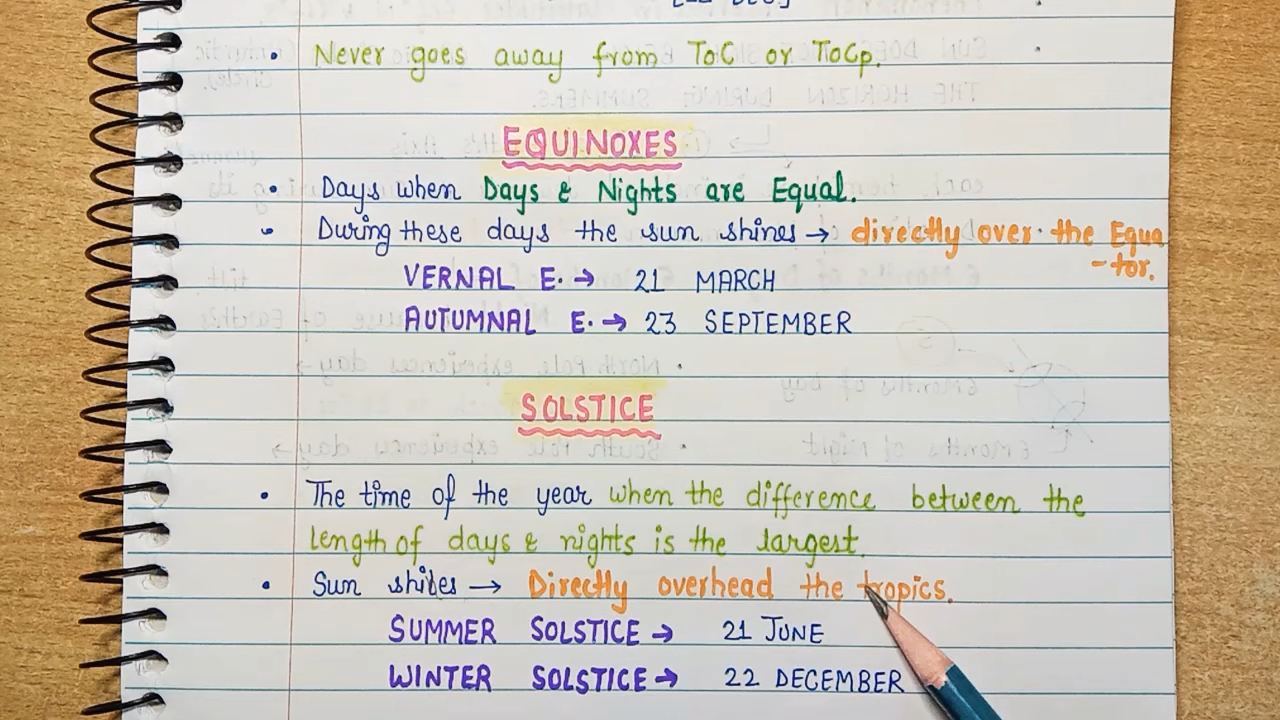 • Never goes away from ToC or ToCp.
EQUINOXES
• Days when Days & Nights are Equal.
• During these days the sun shines → directly over the Equa
-tor.
VERNAL E. → 21 MARCH
AUTUMNAL E. → 23 SEPTEMBER
SOLSTICE
• The time of the year when the difference between the
length of days & nights is the largest.
• Sun shines → Directly overhead the tropics.
SUMMER SOLSTICE → 21 JUNE
WINTER SOLSTICE → 22 DECEMBER